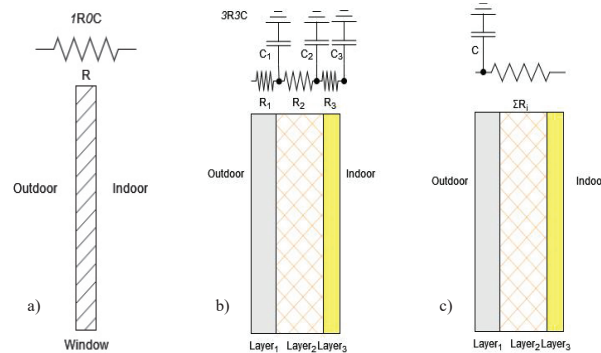 1R0C
R
Outdoor
Indoor
a)
Window
3R3C
C1
C2
C3
R1
R2
R3
Outdoor
Indoor
b)
Layer1
Layer2
Layer3
C
ΣRi
Outdoor
Indoor
c)
Layer1
Layer2
Layer3